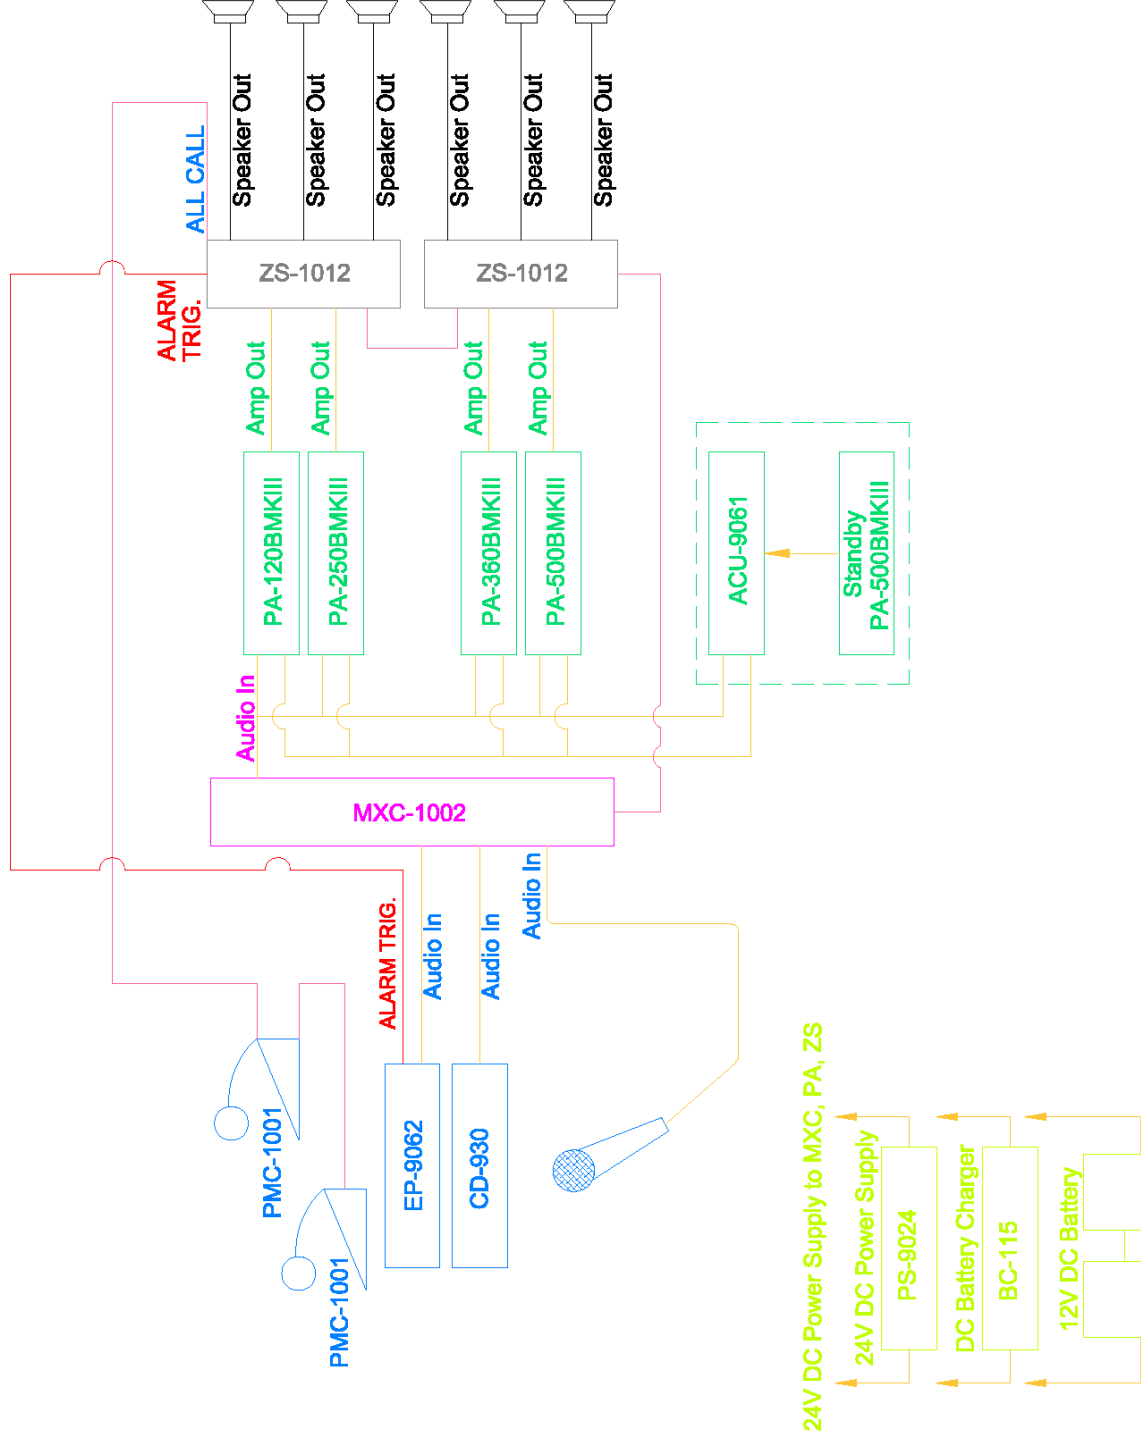 PMC-1001
PMC-1001
EP-9062
CD-930
ALARM TRIG.
Audio In
Audio In
Audio In
MXC-1002
Audio In
PA-120BMKIII
PA-250BMKIII
PA-360BMKIII
PA-500BMKIII
ACU-9061
Standby
PA-500BMKIII
Amp Out
Amp Out
Amp Out
Amp Out
ALARM
TRIG.
ALL CALL
ZS-1012
ZS-1012
Speaker Out
Speaker Out
Speaker Out
Speaker Out
Speaker Out
Speaker Out
24V DC Power Supply to MXC, PA, ZS
24V DC Power Supply
PS-9024
DC Battery Charger
BC-115
12V DC Battery